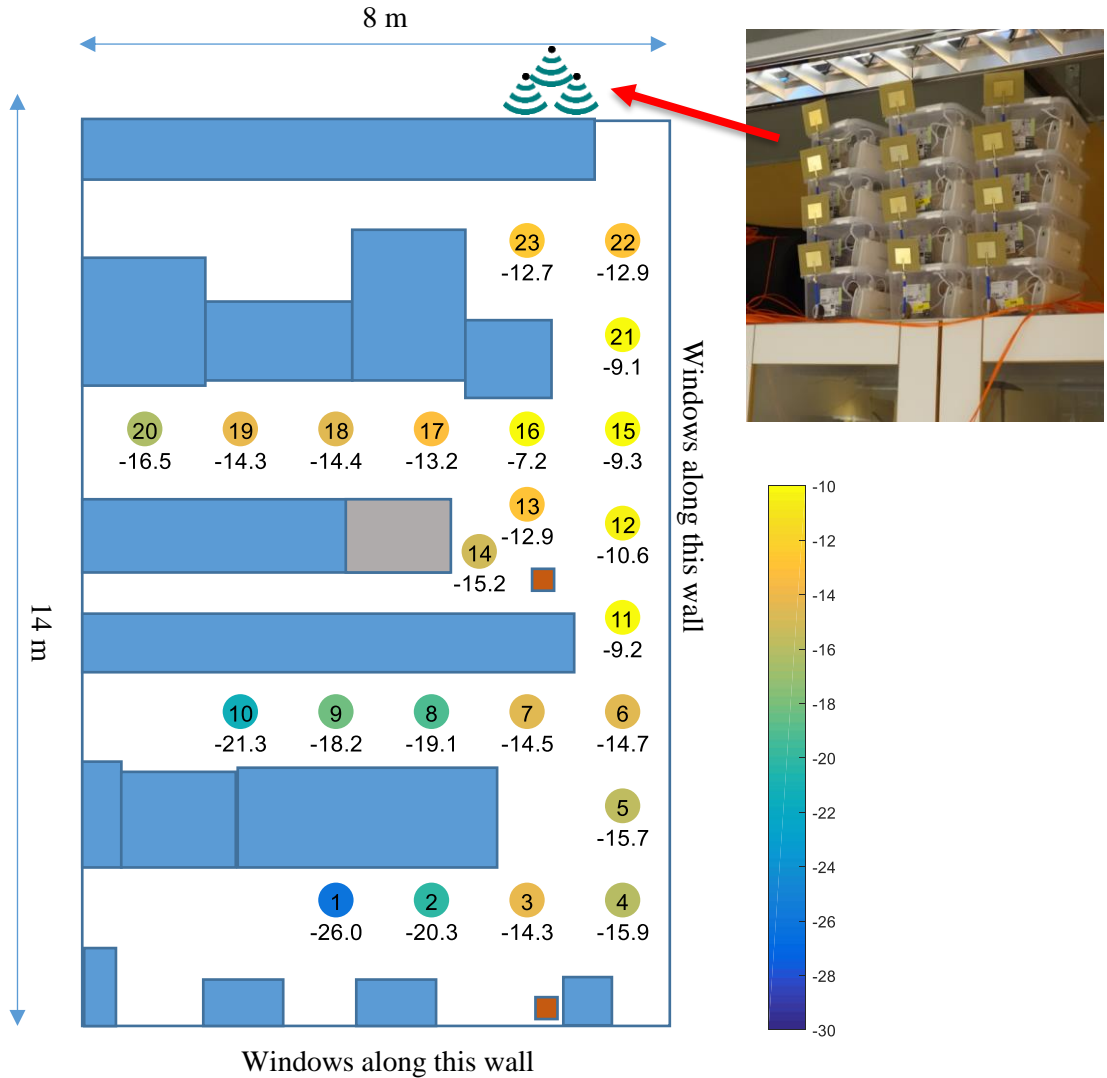 8 m
14 m
23 22
-12.7 -12.9
21
-9.1
Windows along this wall
20 19 18 17 16 15
-16.5 -14.3 -14.4 -13.2 -7.2 -9.3
13 12
-12.9 -10.6
14
-15.2
11
-9.2
10 9 8 7 6
-21.3 -18.2 -19.1 -14.5 -14.7
5
-15.7
1 2 3 4
-26.0 -20.3 -14.3 -15.9
Windows along this wall
-10
-12
-14
-16
-18
-20
-22
-24
-26
-28
-30